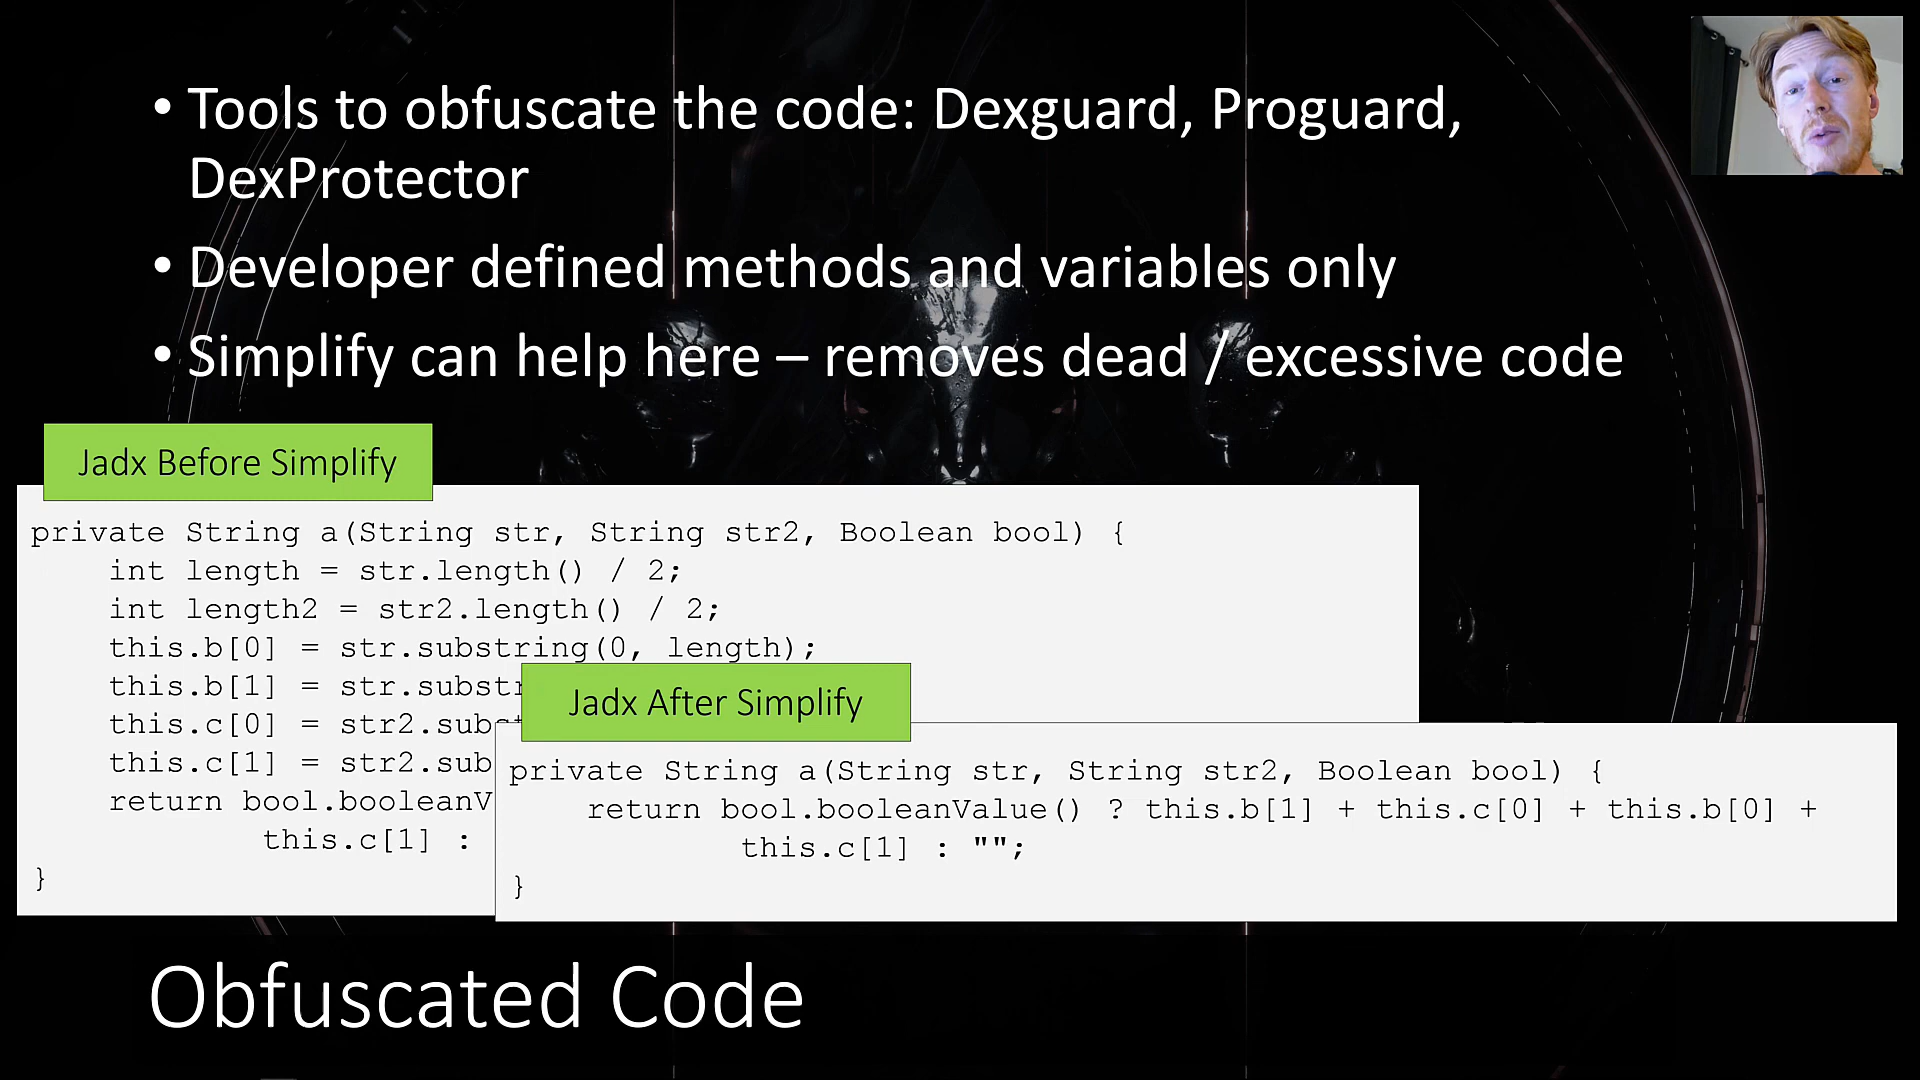 • Tools to obfuscate the code: Dexguard, Proguard,
DexProtector
• Developer defined methods and variables only
• Simplify can help here – removes dead / excessive code
Jadx Before Simplify
private String a(String str, String str2, Boolean bool) {
int length = str.length() / 2;
int length2 = str2.length() / 2;
this.b[0] = str.substring(0, length);
this.b[1] = str.substr
this.c[0] = str2.subst
this.c[1] = str2.sub
return bool.booleanV
this.c[1] :
}
Jadx After Simplify
private String a(String str, String str2, Boolean bool) {
return bool.booleanValue() ? this.b[1] + this.c[0] + this.b[0] +
this.c[1] : "";
}
Obfuscated Code